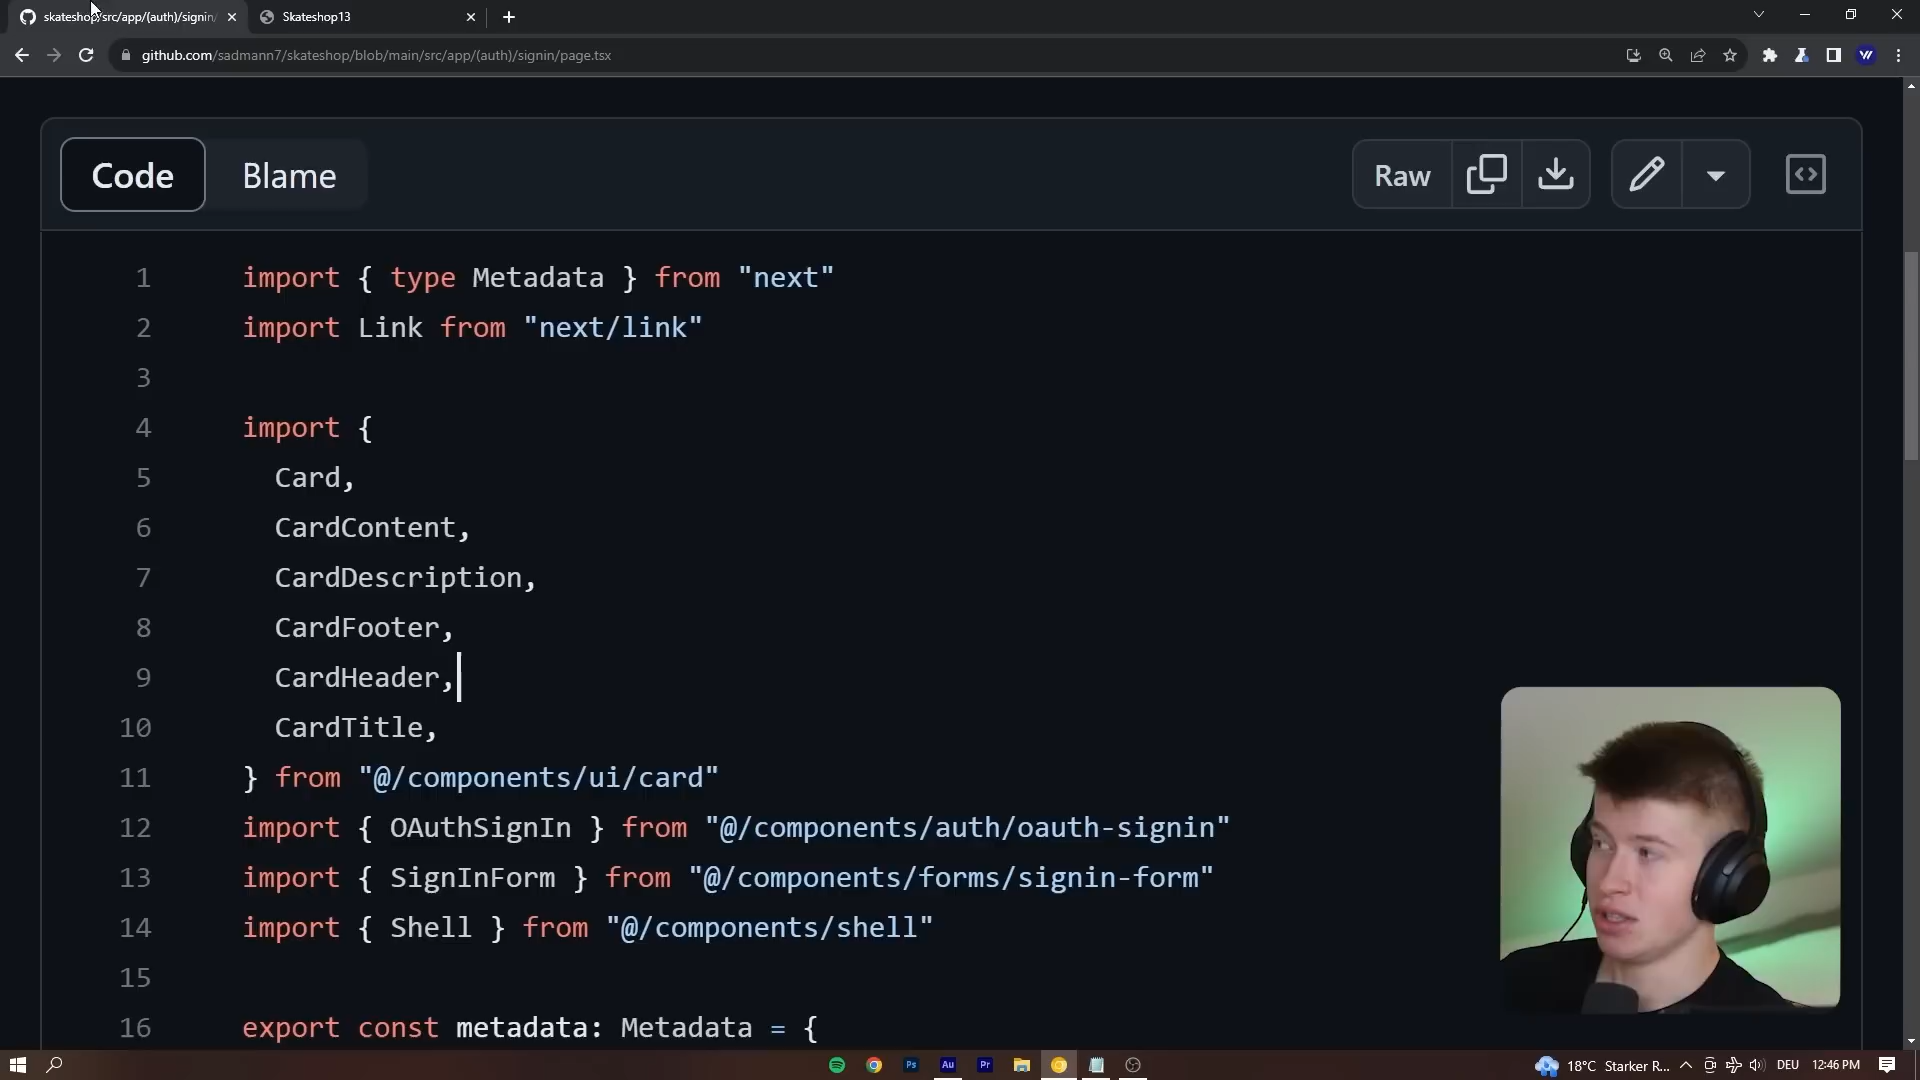 skateshop/src/app/(auth)/signin/
Skateshop13
github.com/sadmann7/skateshop/blob/main/src/app/(auth)/signin/page.tsx
Code
Blame
Raw
1 import { type Metadata } from "next"
2 import Link from "next/link"
3
4 import {
5 Card,
6 CardContent,
7 CardDescription,
8 CardFooter,
9 CardHeader,
10 CardTitle,
11 } from "@/components/ui/card"
12 import { OAuthSignIn } from "@/components/auth/oauth-signin"
13 import { SignInForm } from "@/components/forms/signin-form"
14 import { Shell } from "@/components/shell"
15
16 export const metadata: Metadata = {
Ps
Au
Pr
18°C Starker R...
DEU
12:46 PM